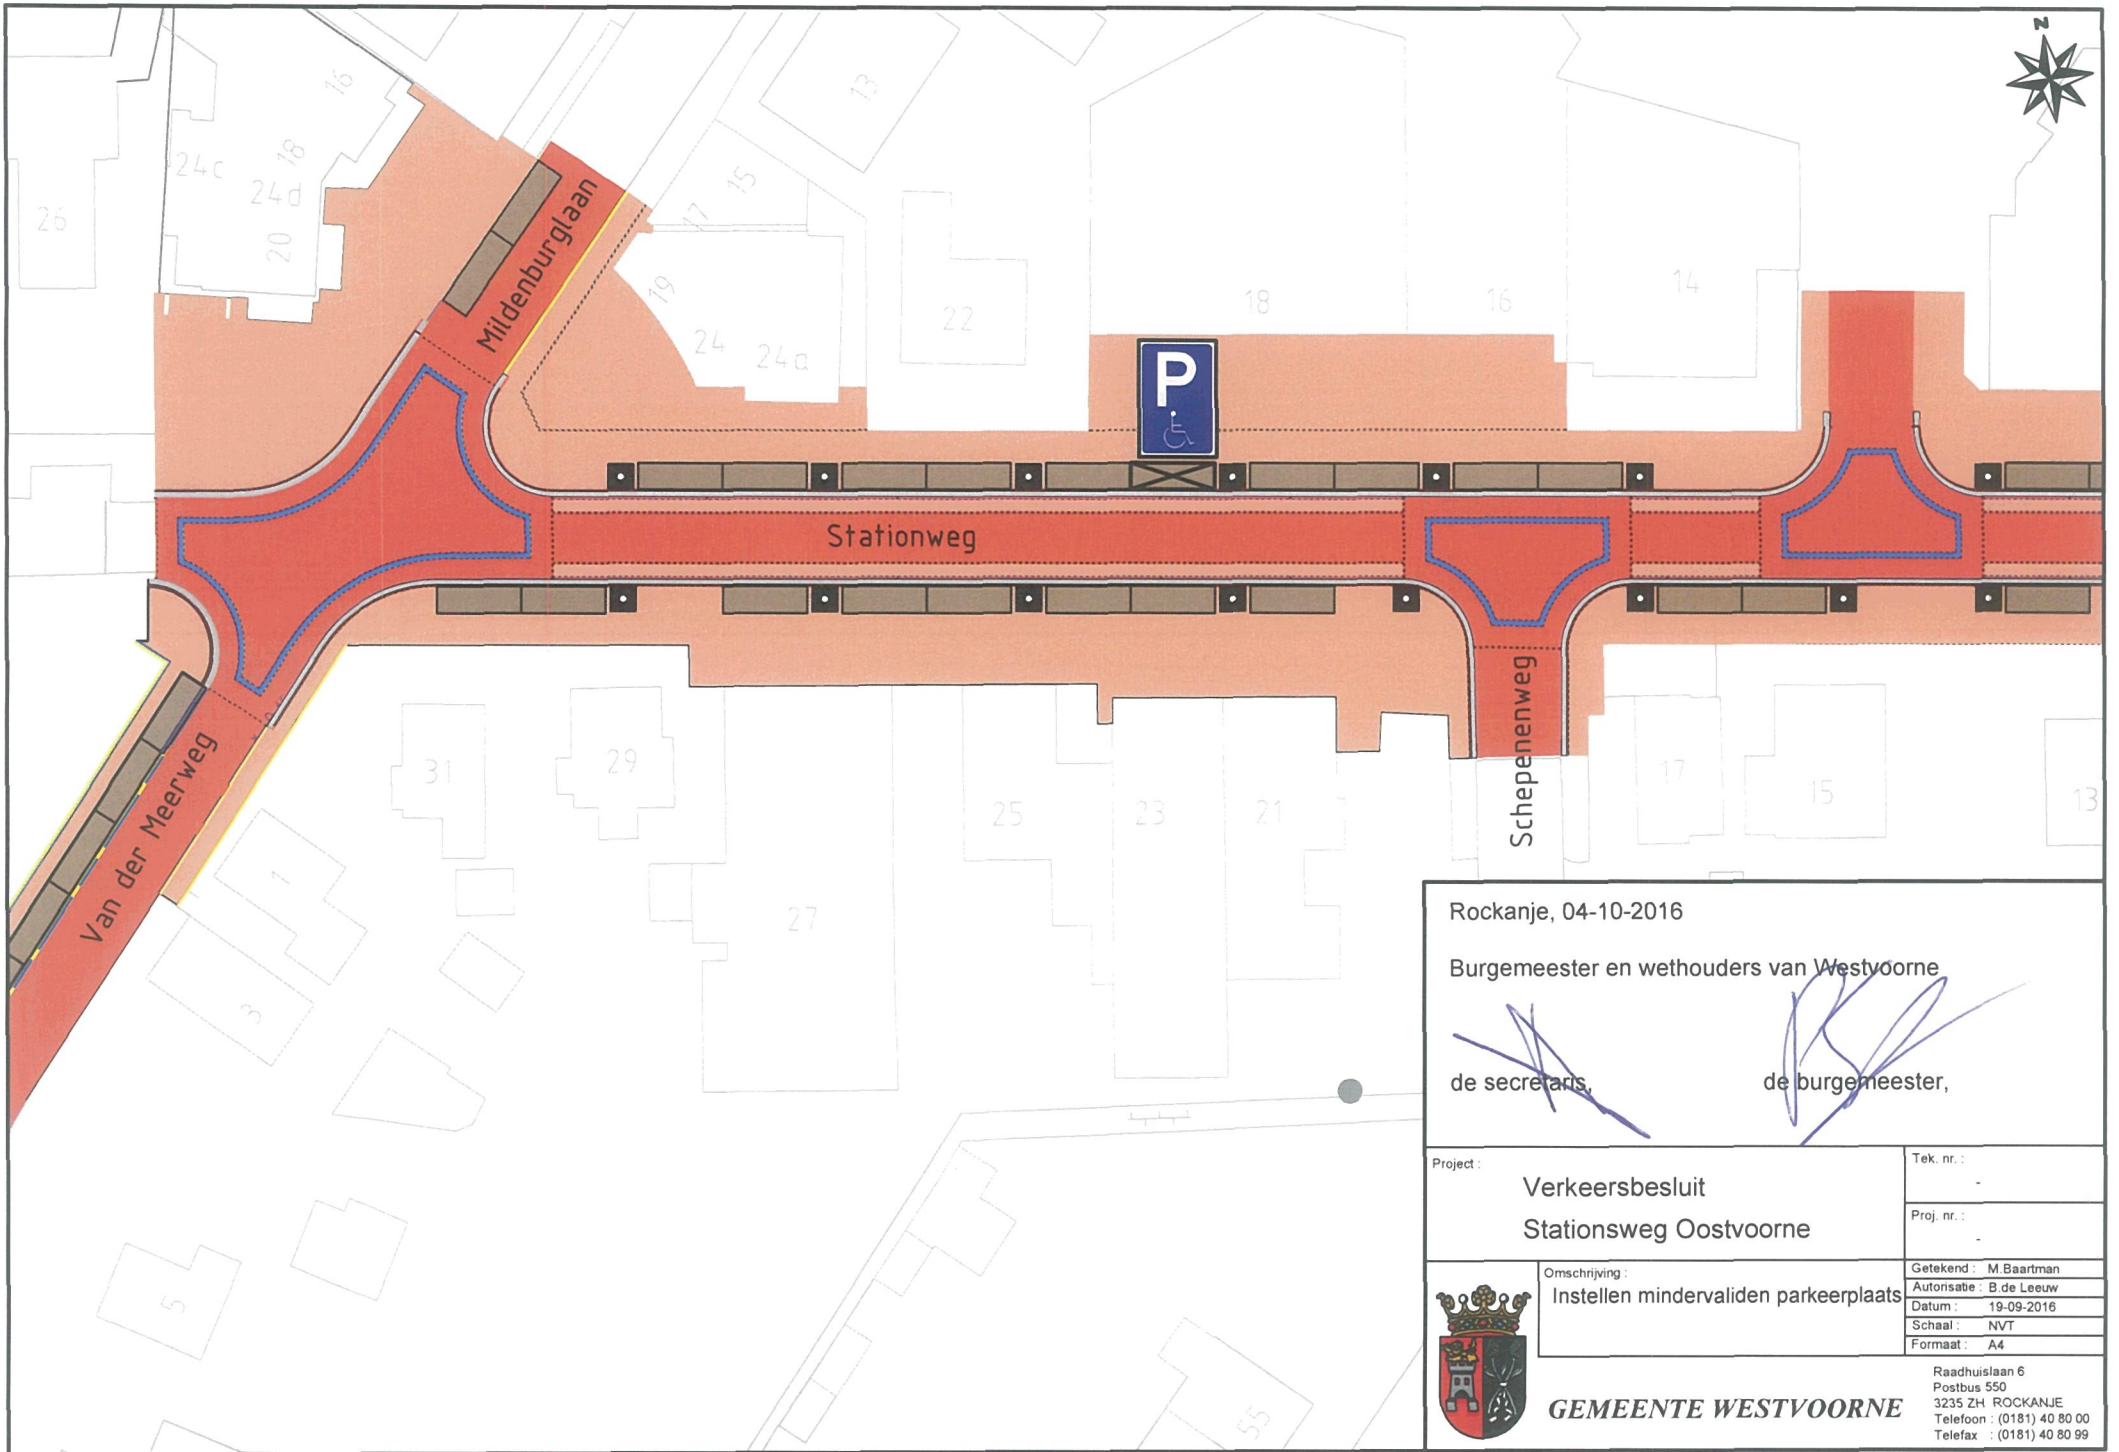 N
16
13
24c
18
24d
26
20
15
17
19
24
24a
22
18
16
14
P
Mildenburglaan
Stationweg
Schepenenweg
Van der Meerweg
31
29
25
23
21
17
15
13
1
3
27
5
55
Rockanje, 04-10-2016
Burgemeester en wethouders van Westvoorne
de secretaris,
de burgemeester,
Project :
Verkeersbesluit
Stationsweg Oostvoorne
Tek. nr. :
-
Proj. nr. :
-
Omschrijving :
Instellen mindervaliden parkeerplaats
Getekend : M.Baartman
Autorisatie : B.de Leeuw
Datum : 19-09-2016
Schaal : NVT
Formaat : A4
GEMEENTE WESTVOORNE
Raadhuislaan 6
Postbus 550
3235 ZH ROCKANJE
Telefoon : (0181) 40 80 00
Telefax : (0181) 40 80 99